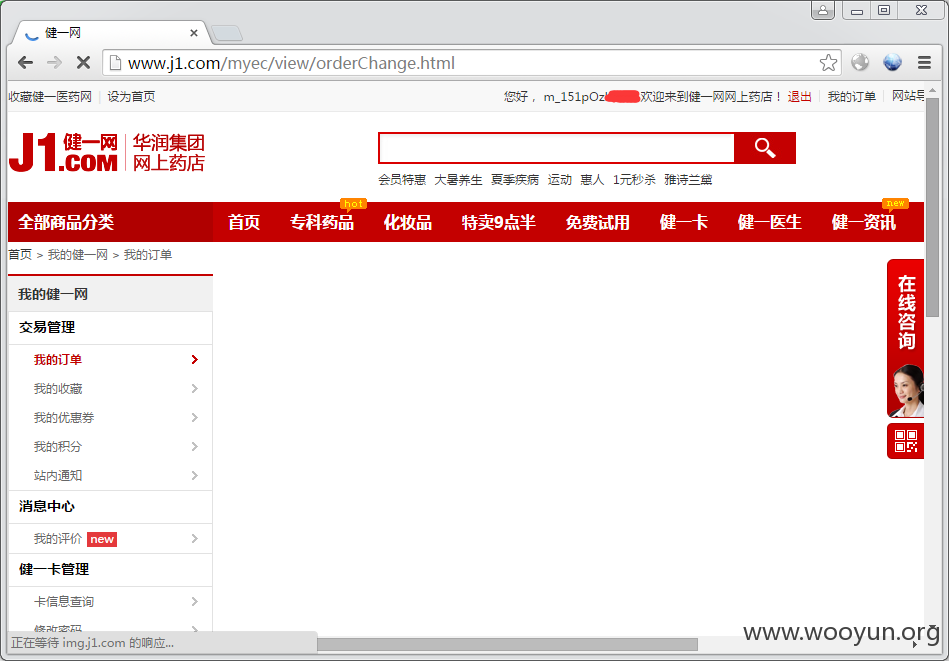 健一网
www.j1.com/myec/view/orderChange.html
收藏健一医药网 设为首页
您好， m_151pOz 欢迎来到健一网网上药店！ 退出 我的订单 网站导
J1.COM 健一网 华润集团 网上药店
会员特惠 大暑养生 夏季疾病 运动 惠人 1元秒杀 雅诗兰黛
hot
new
全部商品分类 首页 专科药品 化妆品 特卖9点半 免费试用 健一卡 健一医生 健一资讯
首页 > 我的健一网 > 我的订单
我的健一网
交易管理
我的订单
我的收藏
我的优惠券
我的积分
站内通知
消息中心
我的评价 new
健一卡管理
卡信息查询
修改密码
在线咨询
正在等待 img.j1.com 的响应...
www.wooyun.org